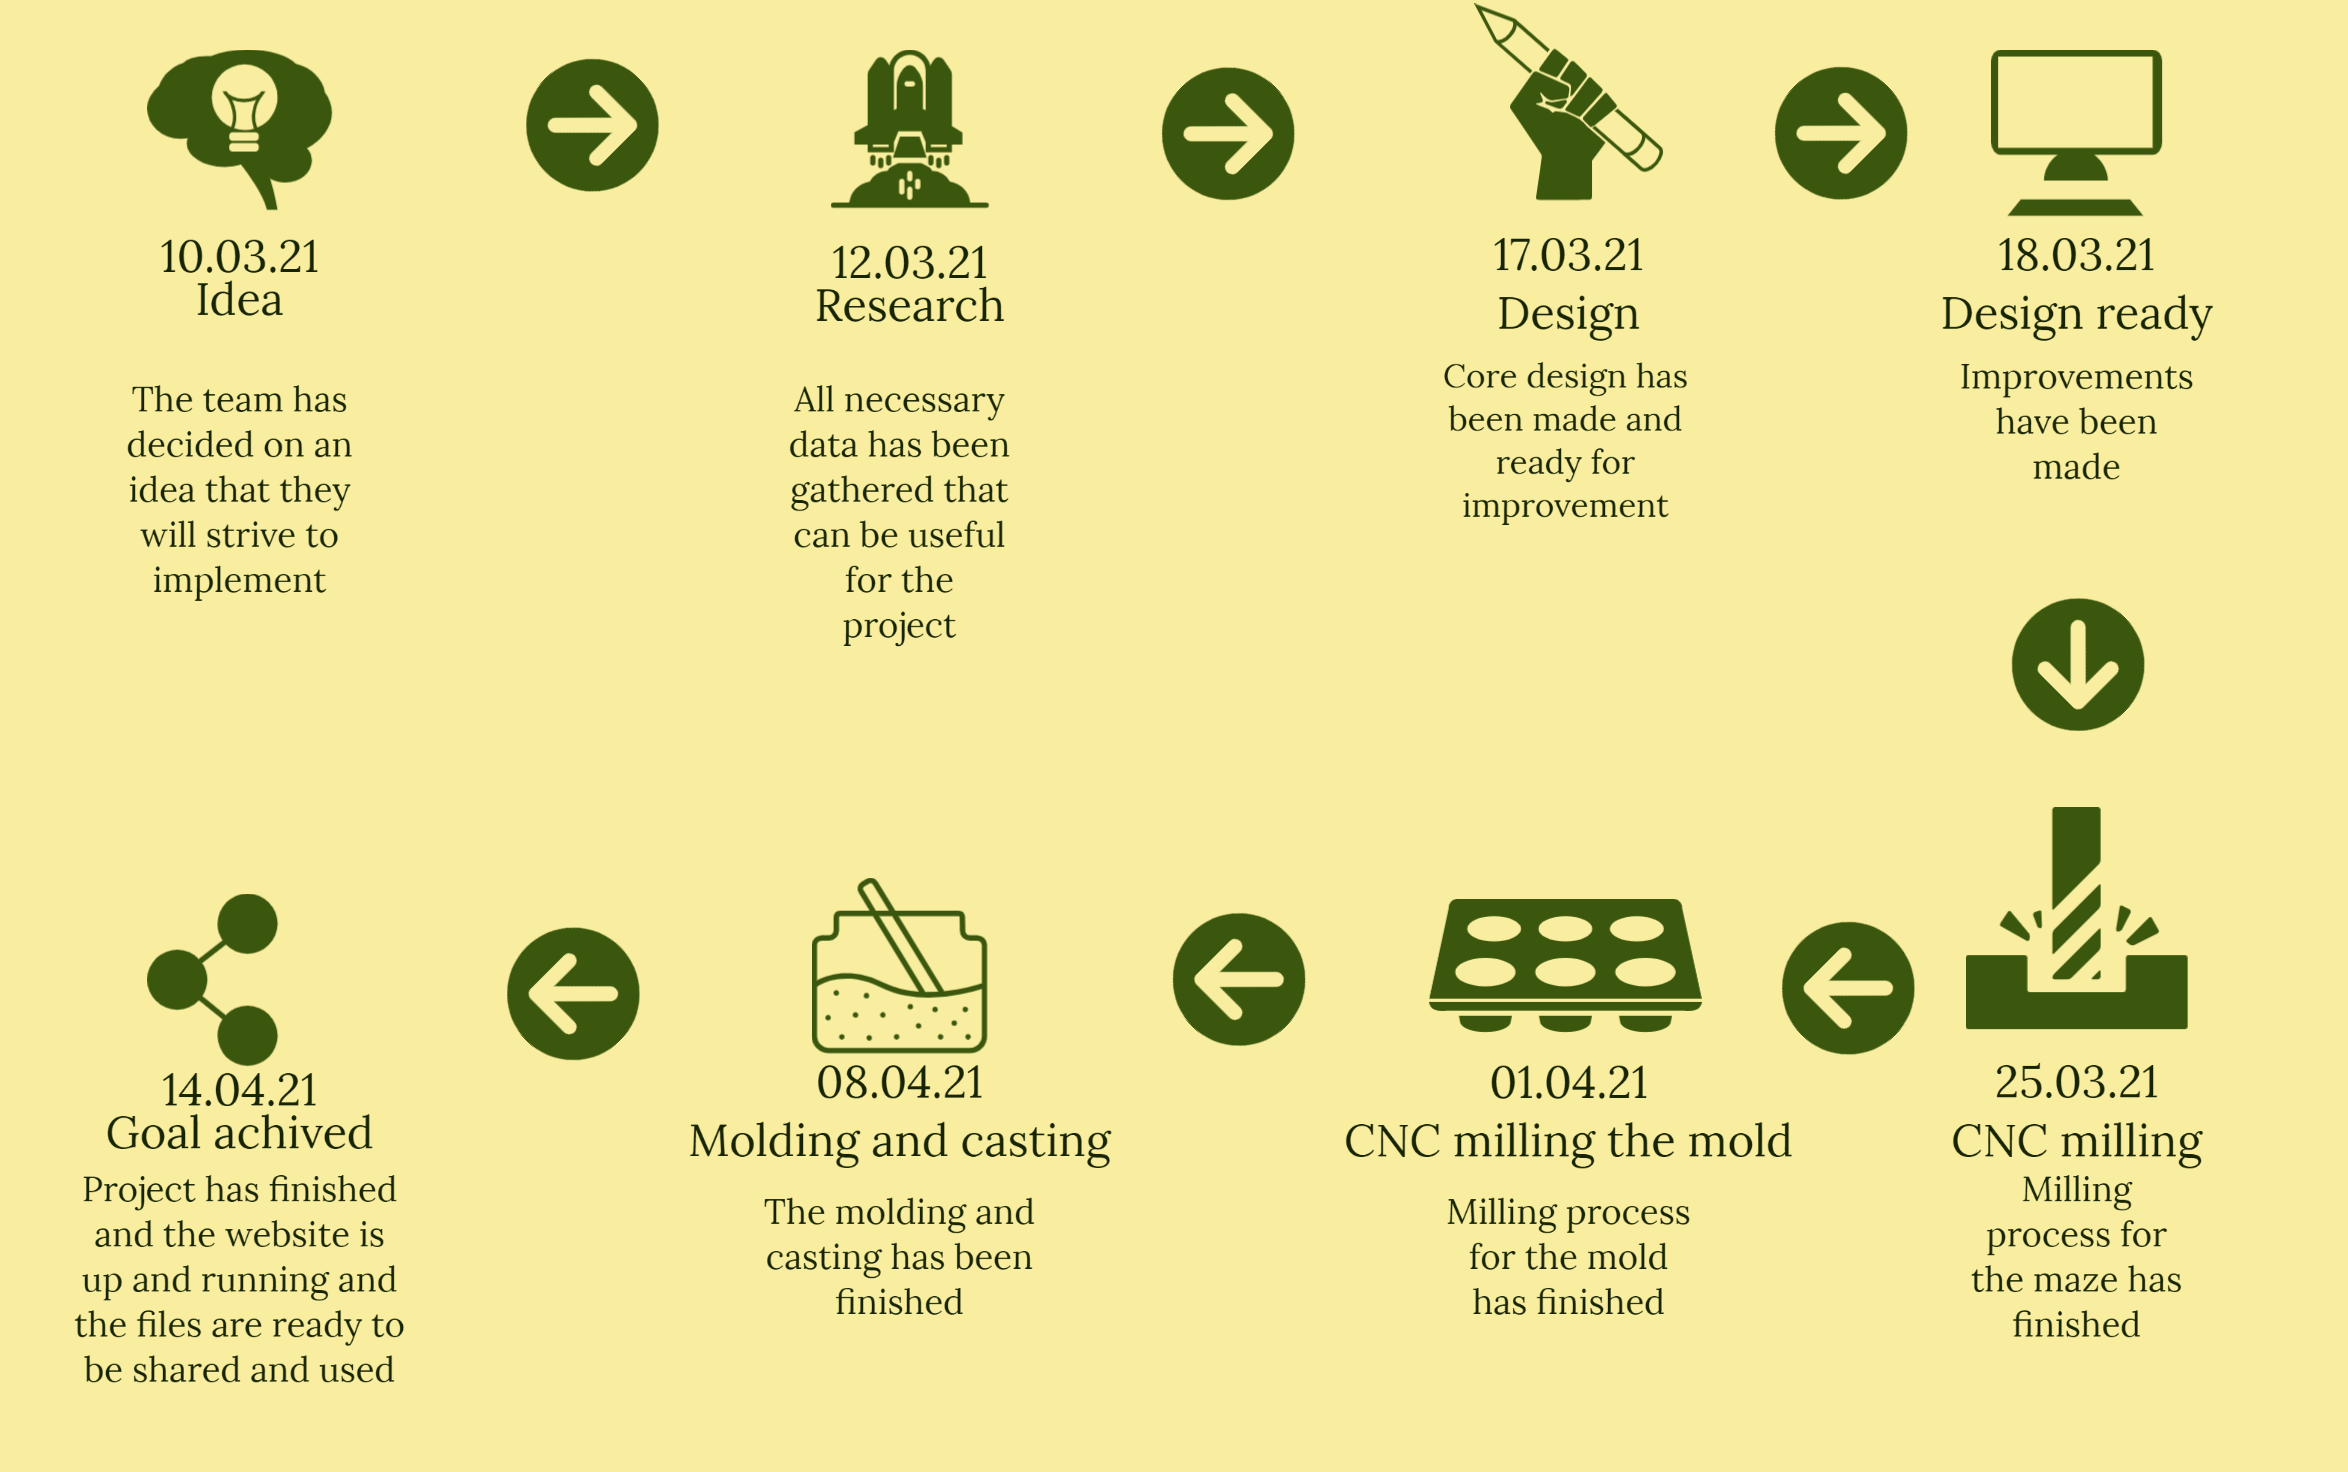 10.03.21
Idea
The team has
decided on an
idea that they
will strive to
implement
12.03.21
Research
All necessary
data has been
gathered that
can be useful
for the
project
17.03.21
Design
Core design has
been made and
ready for
improvement
18.03.21
Design ready
Improvements
have been
made
25.03.21
CNC milling
Milling
process for
the maze has
finished
01.04.21
CNC milling the mold
Milling process
for the mold
has finished
08.04.21
Molding and casting
The molding and
casting has been
finished
14.04.21
Goal achived
Project has finished
and the website is
up and running and
the files are ready to
be shared and used